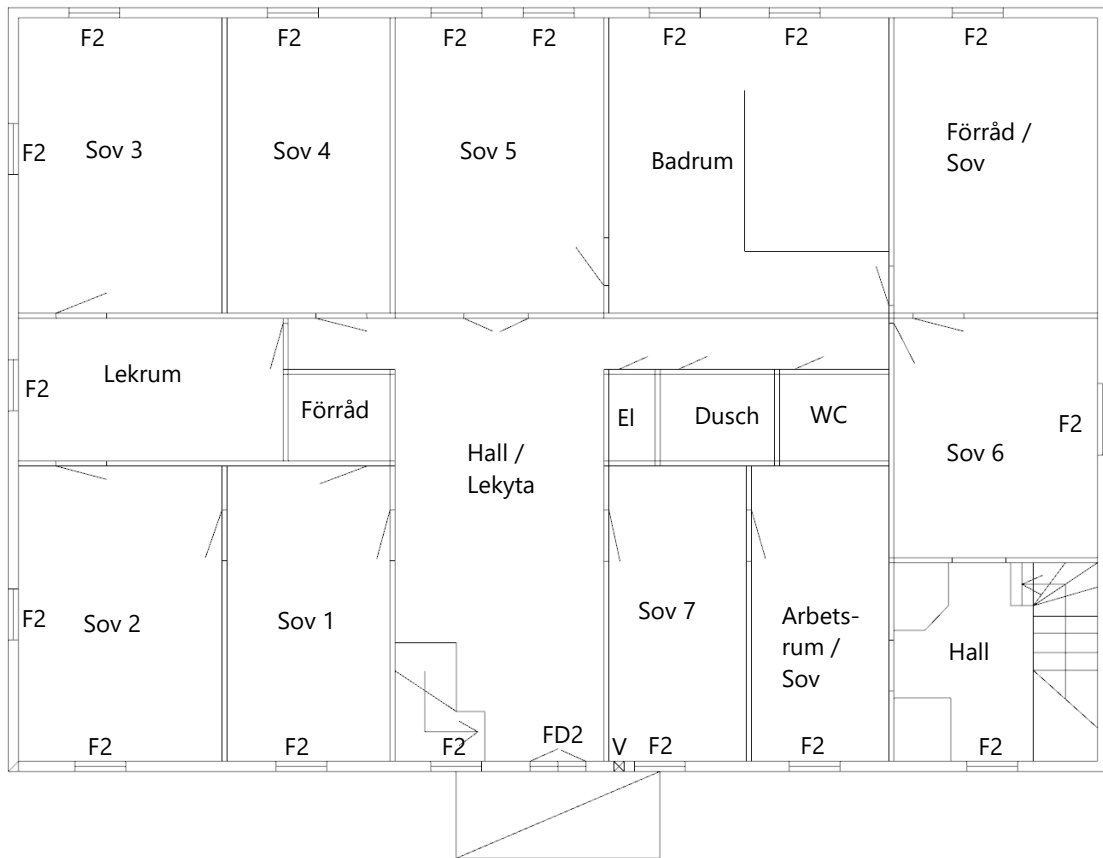 F2
F2
F2
F2
F2
F2
F2
F2
Sov 3
Sov 4
Sov 5
Badrum
Förråd /
Sov
F2
Lekrum
Förråd
El
Dusch
WC
F2
Hall /
Lekyta
Sov 6
F2
Sov 2
Sov 1
Sov 7
Arbets-
rum /
Sov
Hall
F2
F2
F2
FD2
V
F2
F2
F2